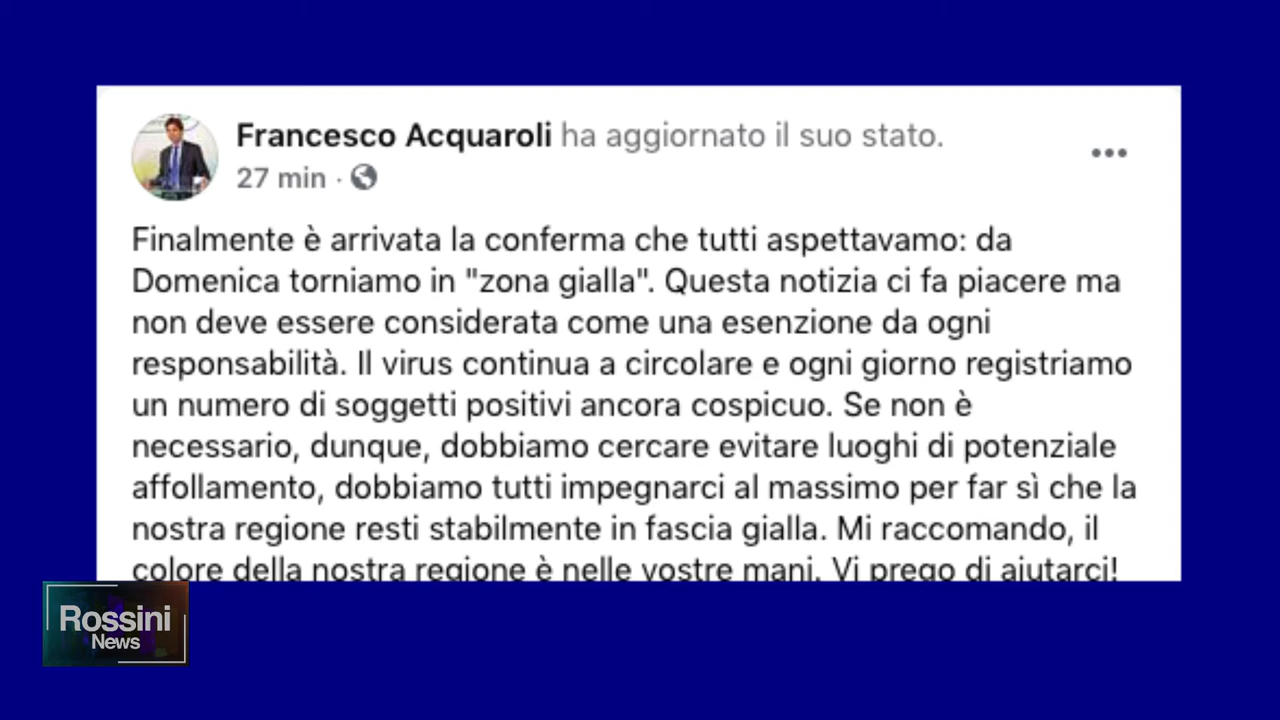 Francesco Acquaroli ha aggiornato il suo stato.
27 min ·
Finalmente è arrivata la conferma che tutti aspettavamo: da
Domenica torniamo in "zona gialla". Questa notizia ci fa piacere ma
non deve essere considerata come una esenzione da ogni
responsabilità. Il virus continua a circolare e ogni giorno registriamo
un numero di soggetti positivi ancora cospicuo. Se non è
necessario, dunque, dobbiamo cercare evitare luoghi di potenziale
affollamento, dobbiamo tutti impegnarci al massimo per far sì che la
nostra regione resti stabilmente in fascia gialla. Mi raccomando, il
colore della nostra regione è nelle vostre mani. Vi prego di aiutarci!
Rossini
News